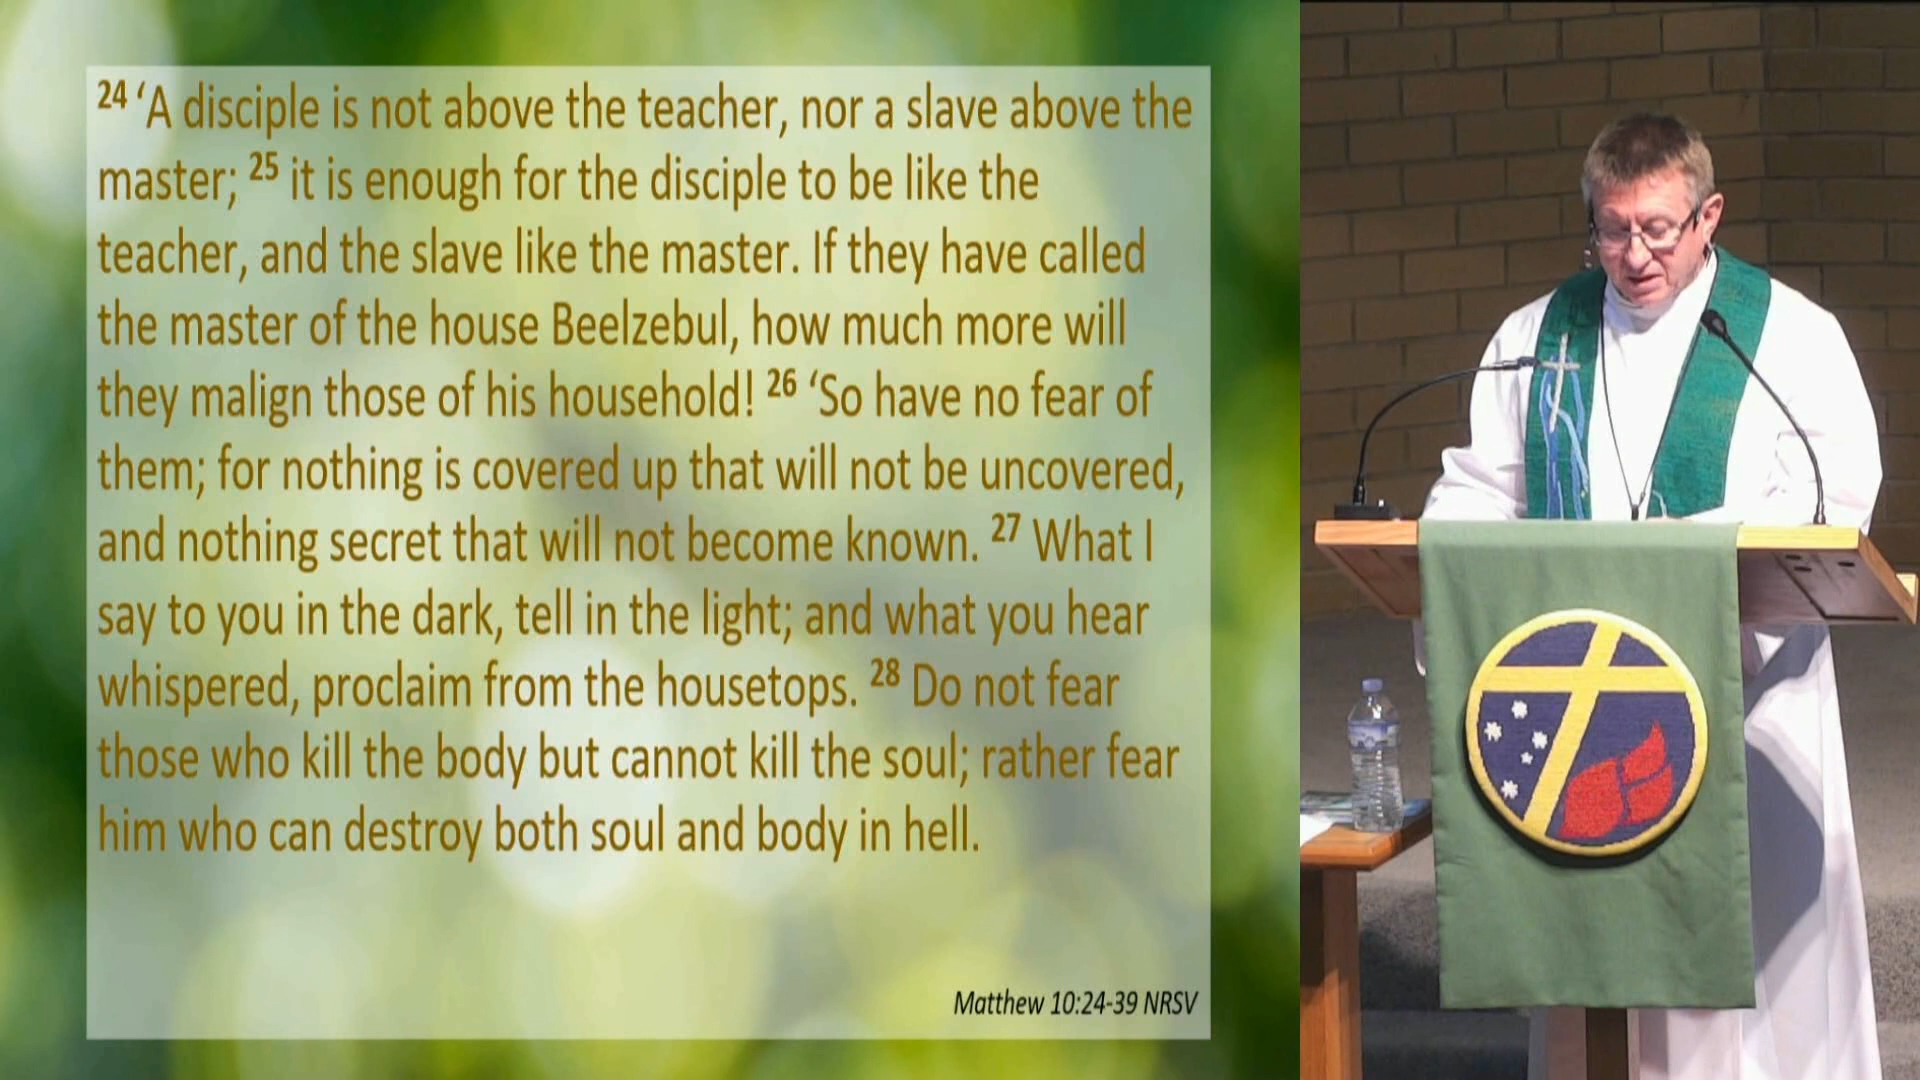 24 ‘A disciple is not above the teacher, nor a slave above the
master; 25 it is enough for the disciple to be like the
teacher, and the slave like the master. If they have called
the master of the house Beelzebul, how much more will
they malign those of his household! 26 ‘So have no fear of
them; for nothing is covered up that will not be uncovered,
and nothing secret that will not become known. 27 What I
say to you in the dark, tell in the light; and what you hear
whispered, proclaim from the housetops. 28 Do not fear
those who kill the body but cannot kill the soul; rather fear
him who can destroy both soul and body in hell.
Matthew 10:24-39 NRSV